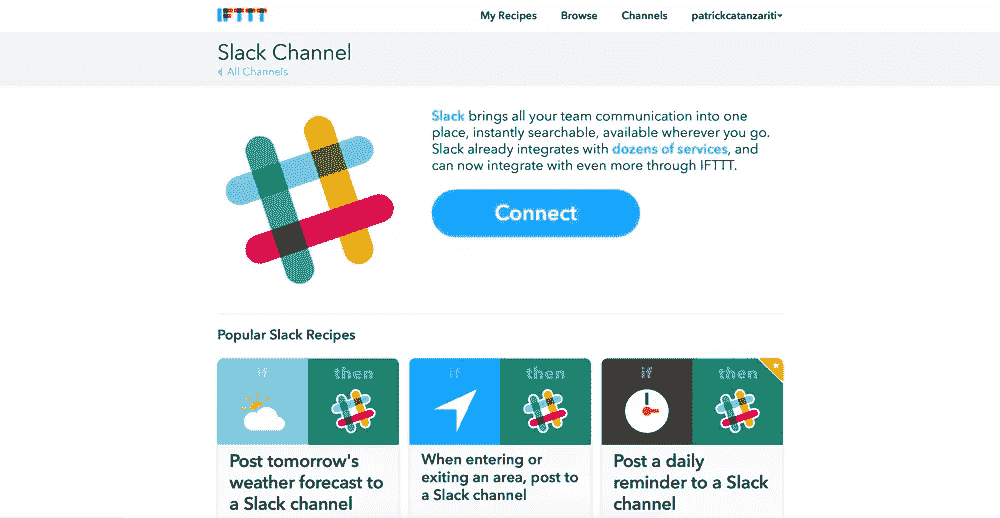 IFTTT
My Recipes Browse Channels patrickcatanzariti
Slack Channel
All Channels
Slack brings all your team communication into one
place, instantly searchable, available wherever you go.
Slack already integrates with dozens of services, and
can now integrate with even more through IFTTT.
Connect
Popular Slack Recipes
if then
Post tomorrow's
weather forecast to
a Slack channel
if then
When entering or
exiting an area, post to
a Slack channel
if then
Post a daily
reminder to a Slack
channel